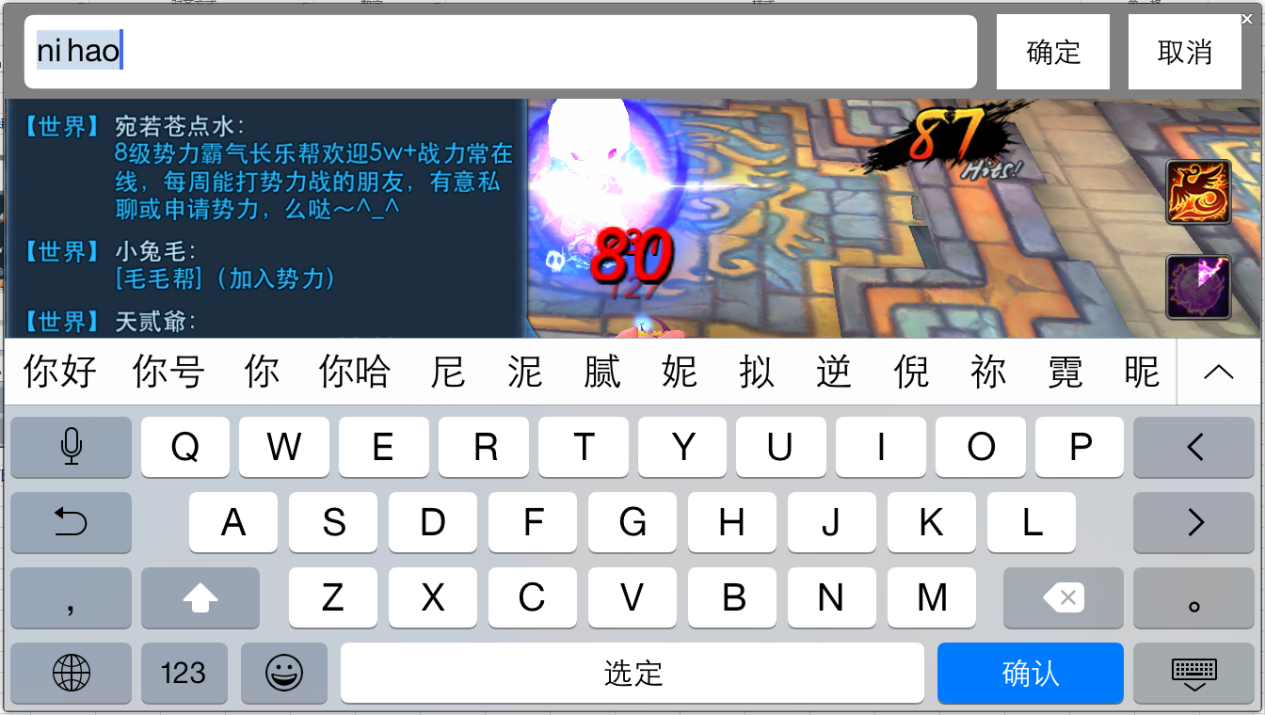 ni hao
确定
取消
【世界】 宛若苍点水:
8级势力霸气长乐帮欢迎5w+战力常在
线，每周能打势力战的朋友，有意私
聊或申请势力，么哒～^_^
【世界】 小兔毛:
[毛毛帮]（加入势力）
【世界】 天贰爺:
87
Hits!
80
127
你好 你号 你 你哈 尼 泥 腻 妮 拟 逆 倪 祢 霓 昵
Q W E R T Y U I O P
A S D F G H J K L
， Z X C V B N M 。
123 选定 确认